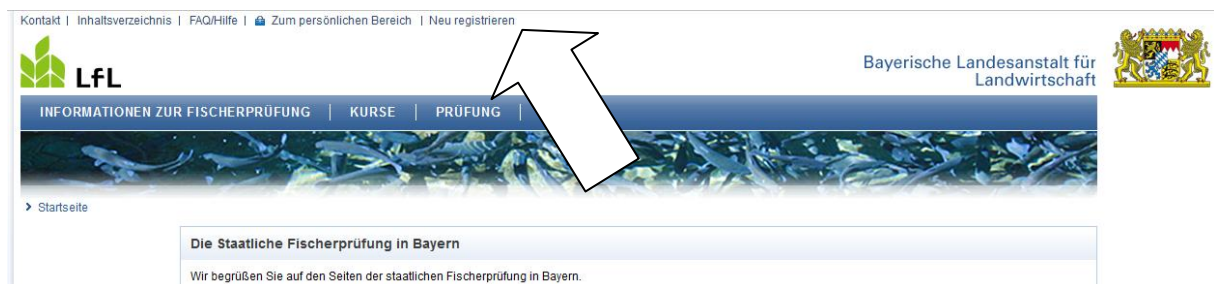 Kontakt | Inhaltsverzeichnis | FAQ/Hilfe | Zum persönlichen Bereich | Neu registrieren
LfL
Bayerische Landesanstalt für
Landwirtschaft
INFORMATIONEN ZUR FISCHERPRÜFUNG | KURSE | PRÜFUNG |
Startseite
Die Staatliche Fischerprüfung in Bayern
Wir begrüßen Sie auf den Seiten der staatlichen Fischerprüfung in Bayern.